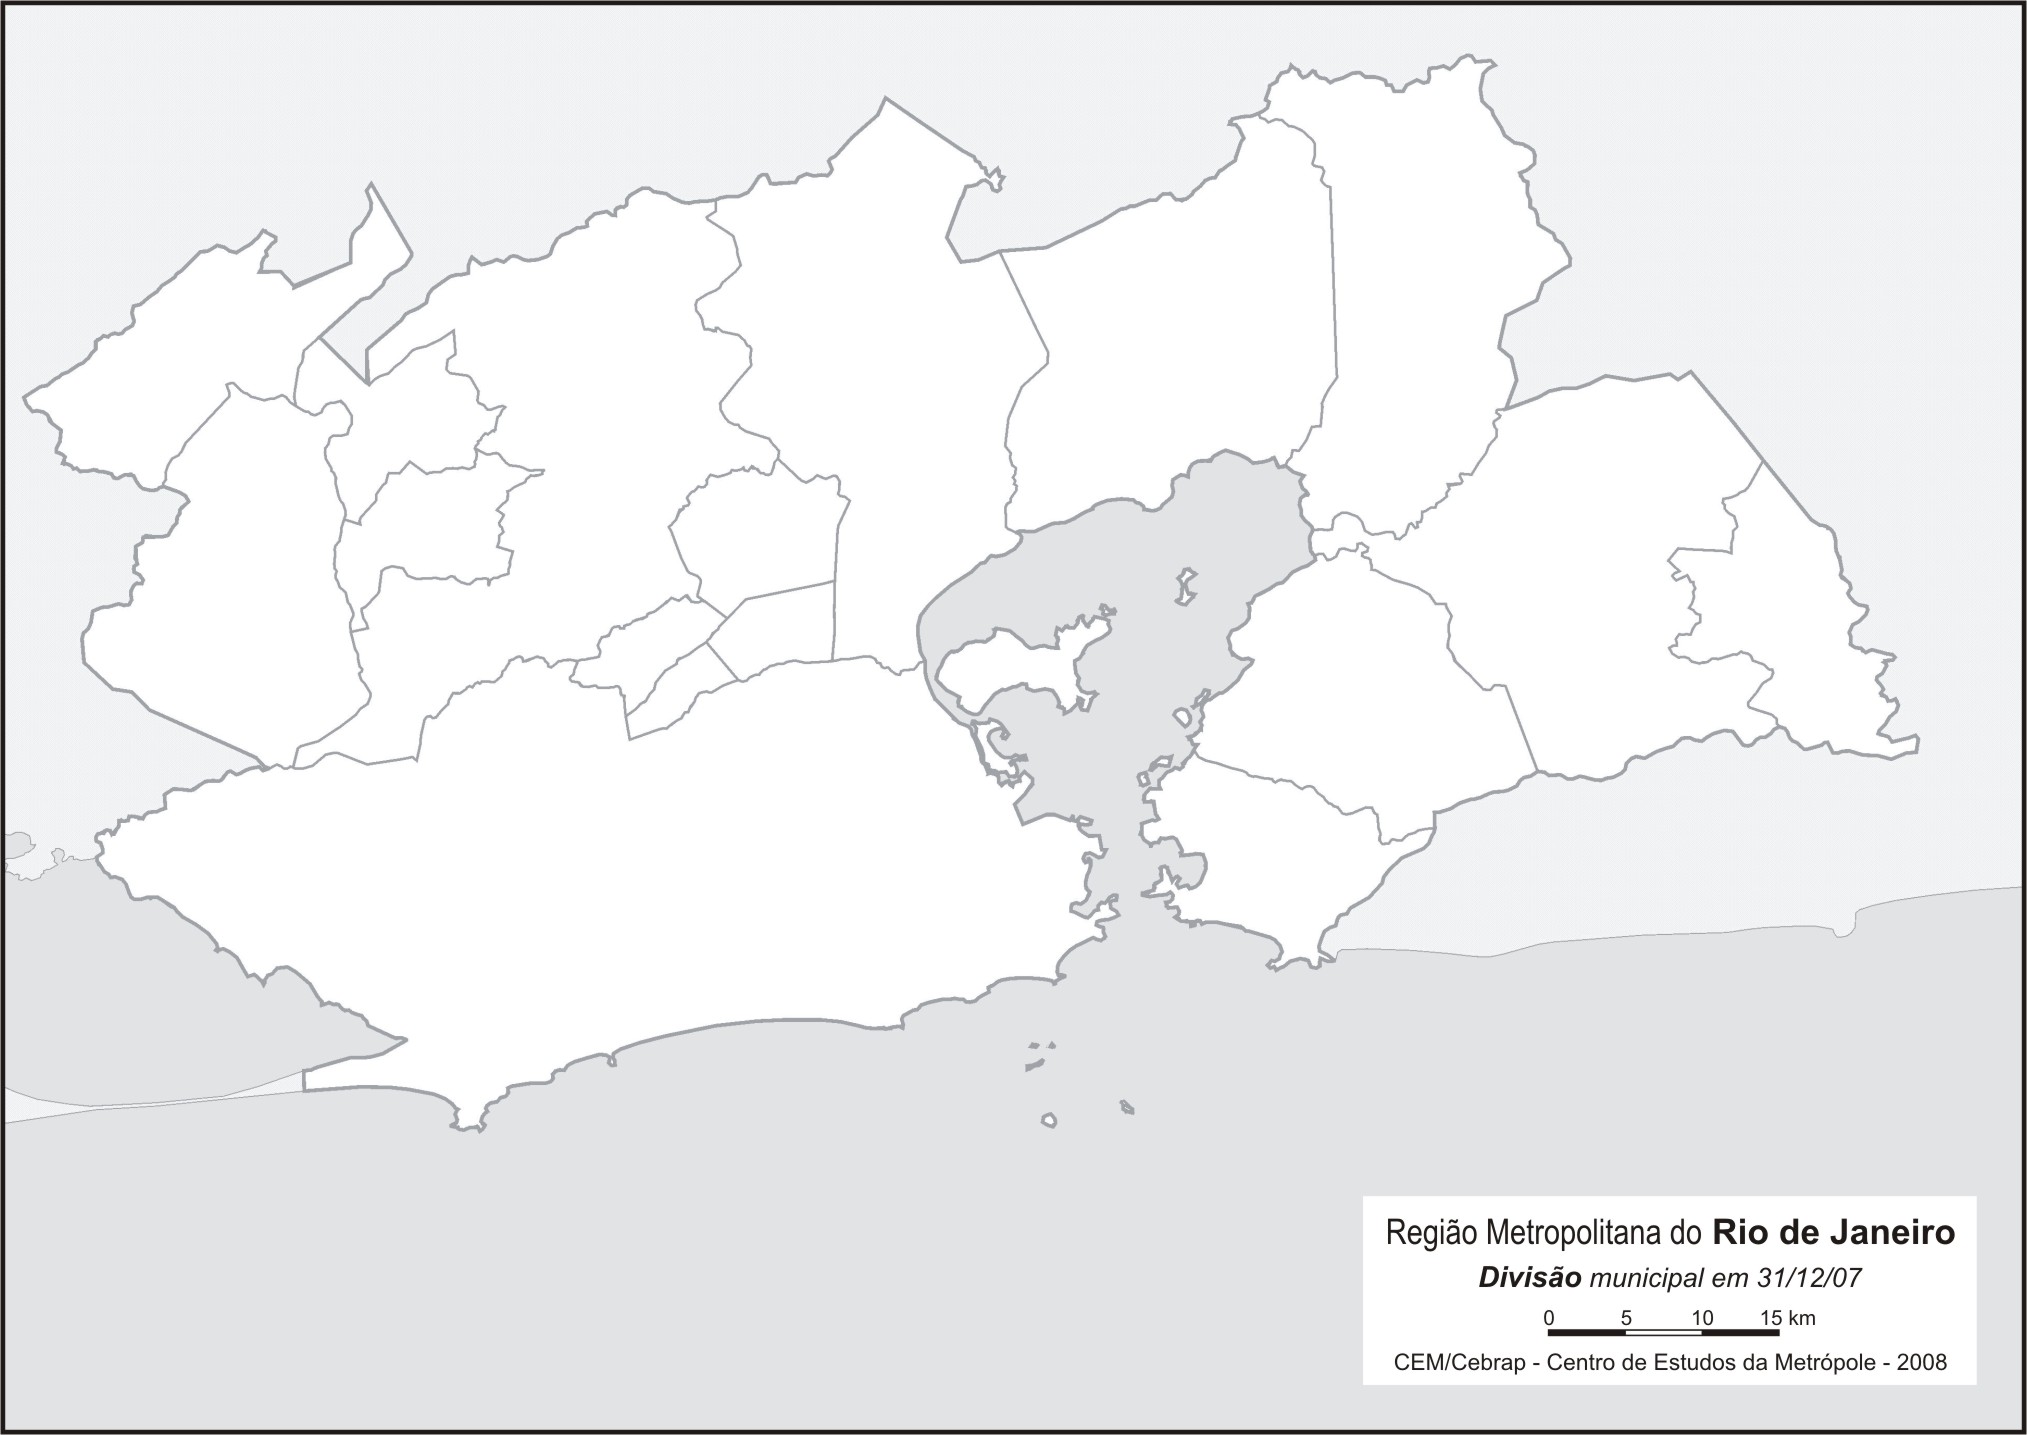 Região Metropolitana do Rio de Janeiro
Divisão municipal em 31/12/07
0 5 10 15 km
CEM/Cebrap - Centro de Estudos da Metrópole - 2008